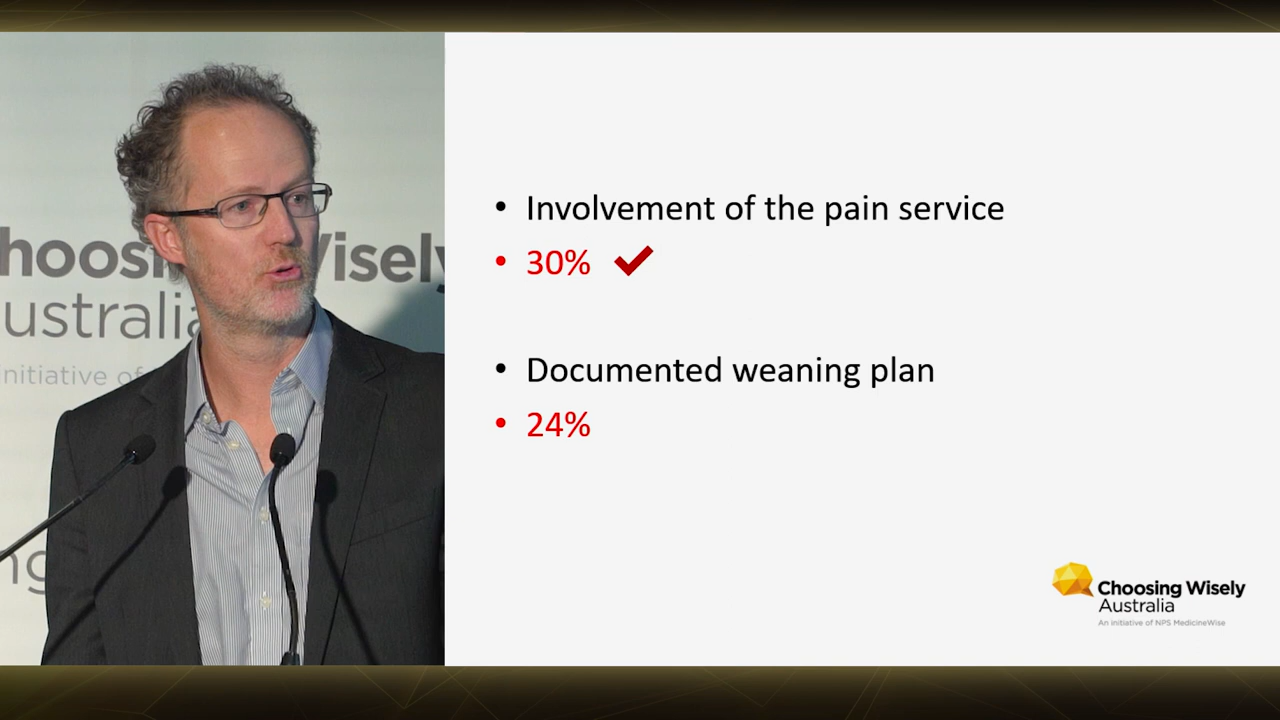 hoosi Wisely
ustralia
initiative of
ng
• Involvement of the pain service
• 30% ✔
• Documented weaning plan
• 24%
Choosing Wisely
Australia
An initiative of NPS MedicineWise